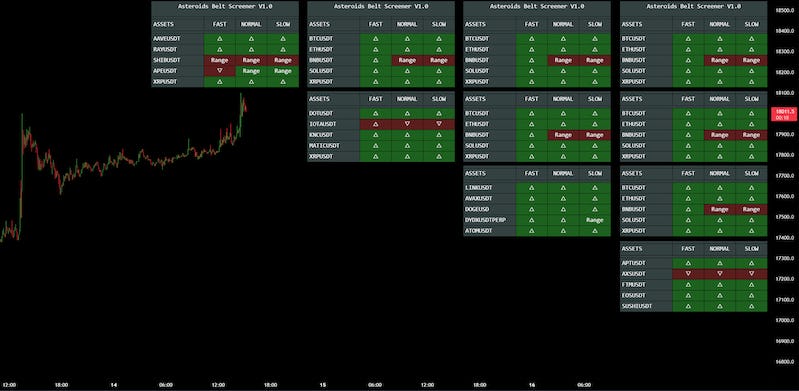 Asteroids Belt Screener V1.0
ASSETS FAST NORMAL SLOW
AAVEUSDT △ △ △
RAYUSDT △ △ △
SHIBUSDT Range Range Range
APEUSDT ▽ Range Range
XRPUSDT △ △ △
Asteroids Belt Screener V1.0
ASSETS FAST NORMAL SLOW
BTCUSDT △ △ △
ETHUSDT △ △ △
BNBUSDT △ Range Range
SOLUSDT △ △ △
XRPUSDT △ △ △
ASSETS FAST NORMAL SLOW
DOTUSDT △ △ △
IOTAUSDT △ ▽ ▽
KNCUSDT △ △ △
MATICUSDT △ △ △
XRPUSDT △ △ △
Asteroids Belt Screener V1.0
ASSETS FAST NORMAL SLOW
BTCUSDT △ △ △
ETHUSDT △ △ △
BNBUSDT △ Range Range
SOLUSDT △ △ △
XRPUSDT △ △ △
ASSETS FAST NORMAL SLOW
BTCUSDT △ △ △
ETHUSDT △ △ △
BNBUSDT △ Range Range
SOLUSDT △ △ △
XRPUSDT △ △ △
ASSETS FAST NORMAL SLOW
LINKUSDT △ △ △
AVAXUSDT △ △ △
DOGEUSD △ △ △
DYDXUSDTPERP △ △ Range
ATOMUSDT △ △ △
Asteroids Belt Screener V1.0
ASSETS FAST NORMAL SLOW
BTCUSDT △ △ △
ETHUSDT △ △ △
BNBUSDT △ Range Range
SOLUSDT △ △ △
XRPUSDT △ △ △
ASSETS FAST NORMAL SLOW
BTCUSDT △ △ △
ETHUSDT △ △ △
BNBUSDT △ Range Range
SOLUSDT △ △ △
XRPUSDT △ △ △
ASSETS FAST NORMAL SLOW
BTCUSDT △ △ △
ETHUSDT △ △ △
BNBUSDT △ Range Range
SOLUSDT △ △ △
XRPUSDT △ △ △
ASSETS FAST NORMAL SLOW
APTUSDT △ △ △
AXSUSDT ▽ ▽ ▽
FTMUSDT △ △ △
EOSUSDT △ △ △
SUSHIUSDT △ △ △
18500.0
18400.0
18300.0
18200.0
18100.0
18011.5
00:18
17900.0
17800.0
17700.0
17600.0
17500.0
17400.0
17300.0
17200.0
17100.0
17000.0
16900.0
16800.0
12:00 18:00 14 06:00 12:00 18:00 15 06:00 12:00 18:00 16 06:00